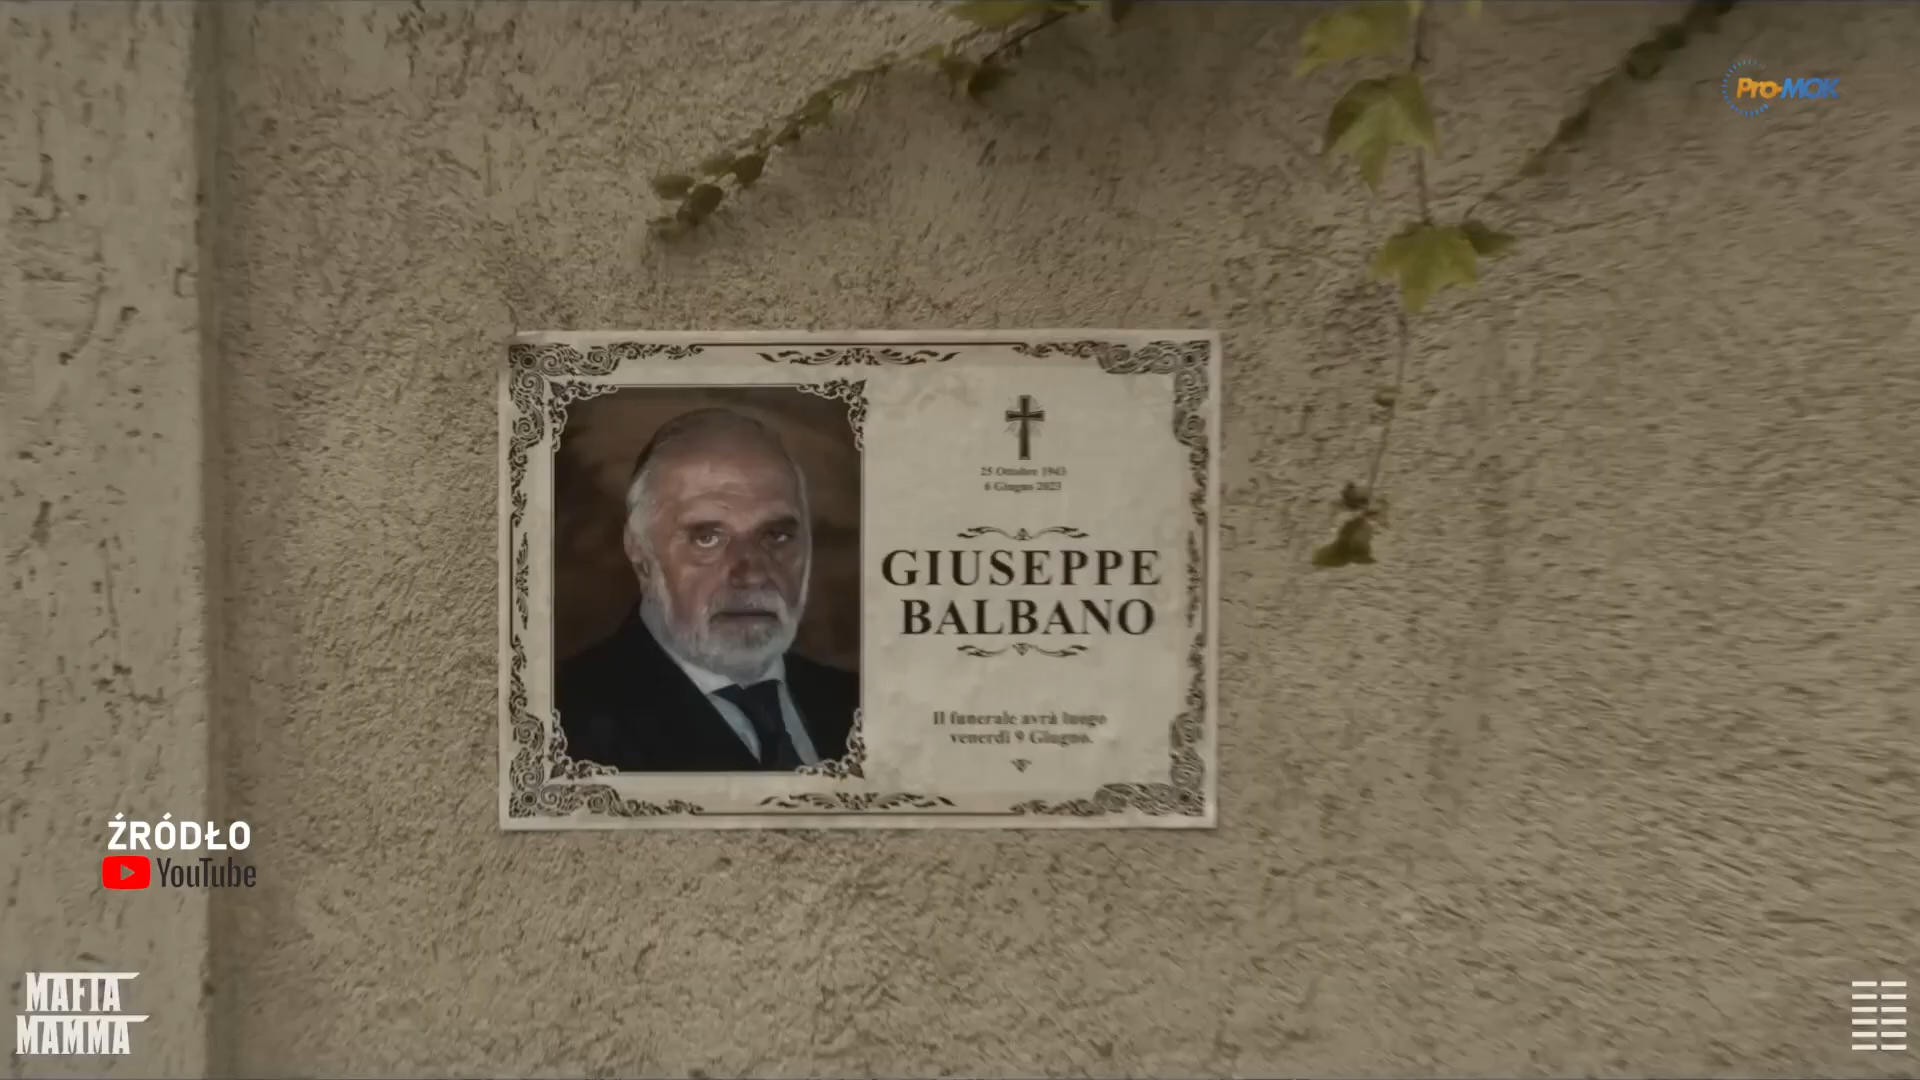 Pro-MOK
25 Ottobre 1943
6 Giugno 2023
GIUSEPPE
BALBANO
Il funerale avrà luogo
venerdì 9 Giugno.
ŹRÓDŁO
YouTube
MAFIA
MAMMA